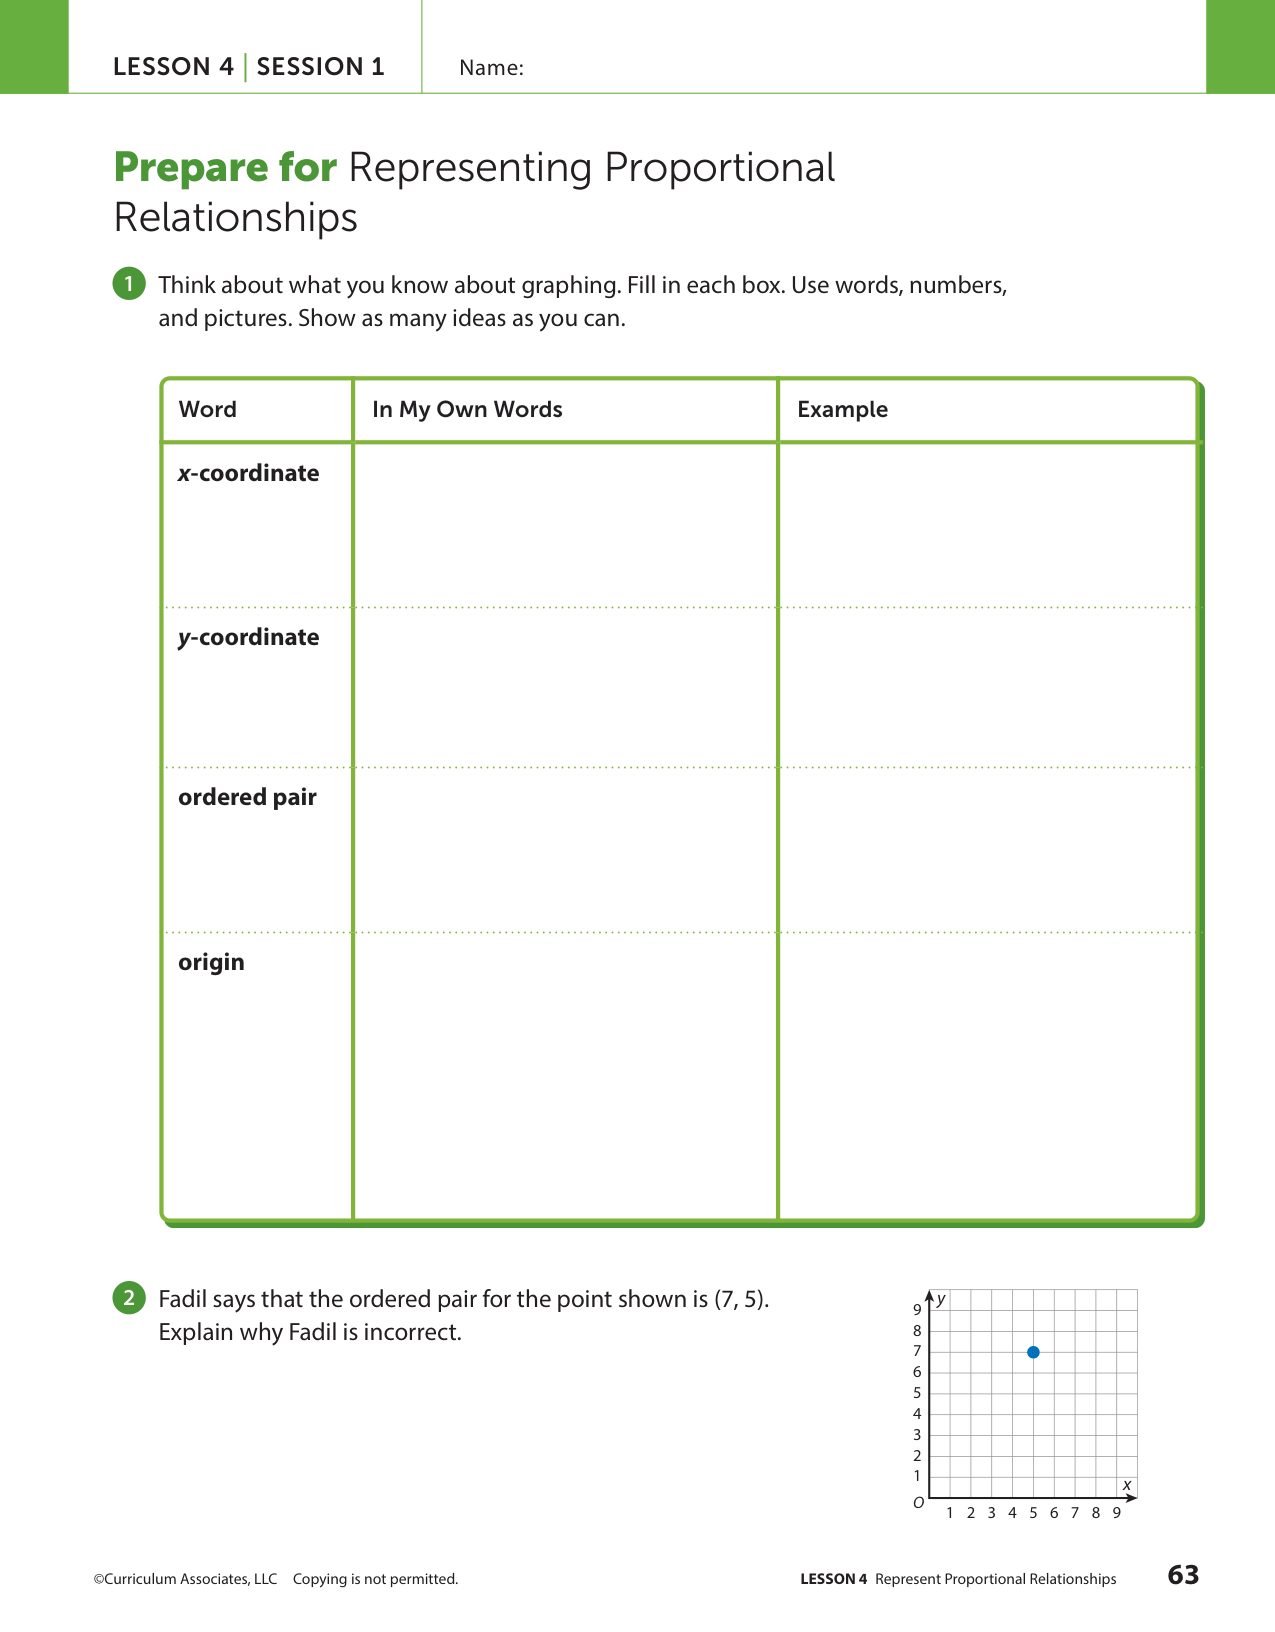 LESSON 4 | SESSION 1
Name:
Prepare for Representing Proportional
Relationships
1 Think about what you know about graphing. Fill in each box. Use words, numbers,
and pictures. Show as many ideas as you can.
Word In My Own Words Example
x-coordinate
y-coordinate
ordered pair
origin
2 Fadil says that the ordered pair for the point shown is (7, 5).
Explain why Fadil is incorrect.
y
9
8
7
6
5
4
3
2
1
x
O
1 2 3 4 5 6 7 8 9
©Curriculum Associates, LLC Copying is not permitted.
LESSON 4 Represent Proportional Relationships 63